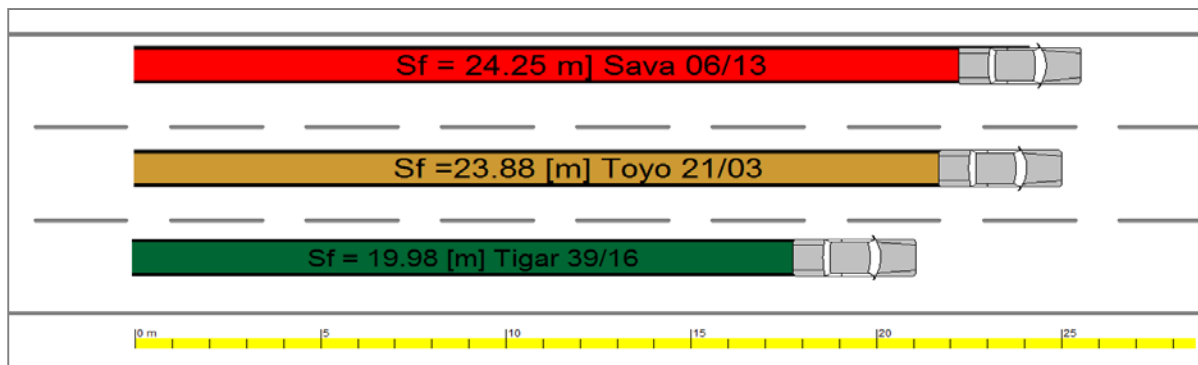 Sf = 24.25 m] Sava 06/13
Sf =23.88 [m] Toyo 21/03
Sf = 19.98 [m] Tigar 39/16
0 m 5 10 15 20 25